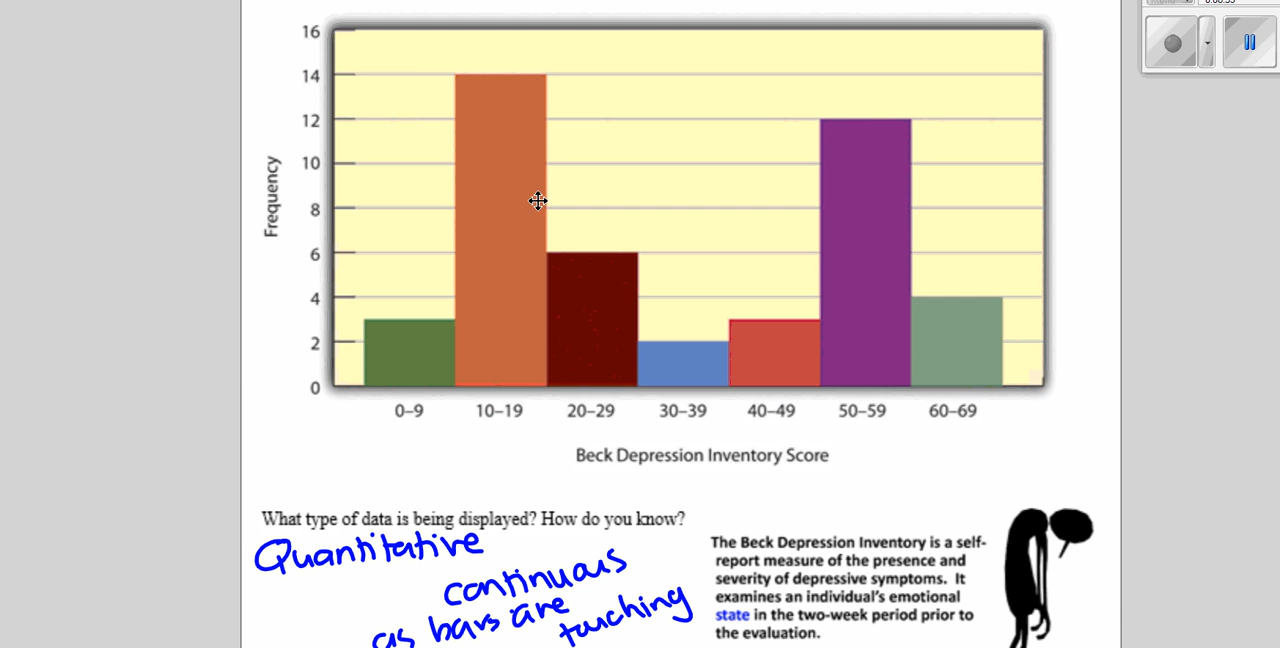 16
14
12
10
8
6
4
2
0
Frequency
0–9 10–19 20–29 30–39 40–49 50–59 60–69
Beck Depression Inventory Score
What type of data is being displayed? How do you know?
Quantitative
continuous
as bars are
touching
The Beck Depression Inventory is a self-
report measure of the presence and
severity of depressive symptoms. It
examines an individual's emotional
state in the two-week period prior to
the evaluation.